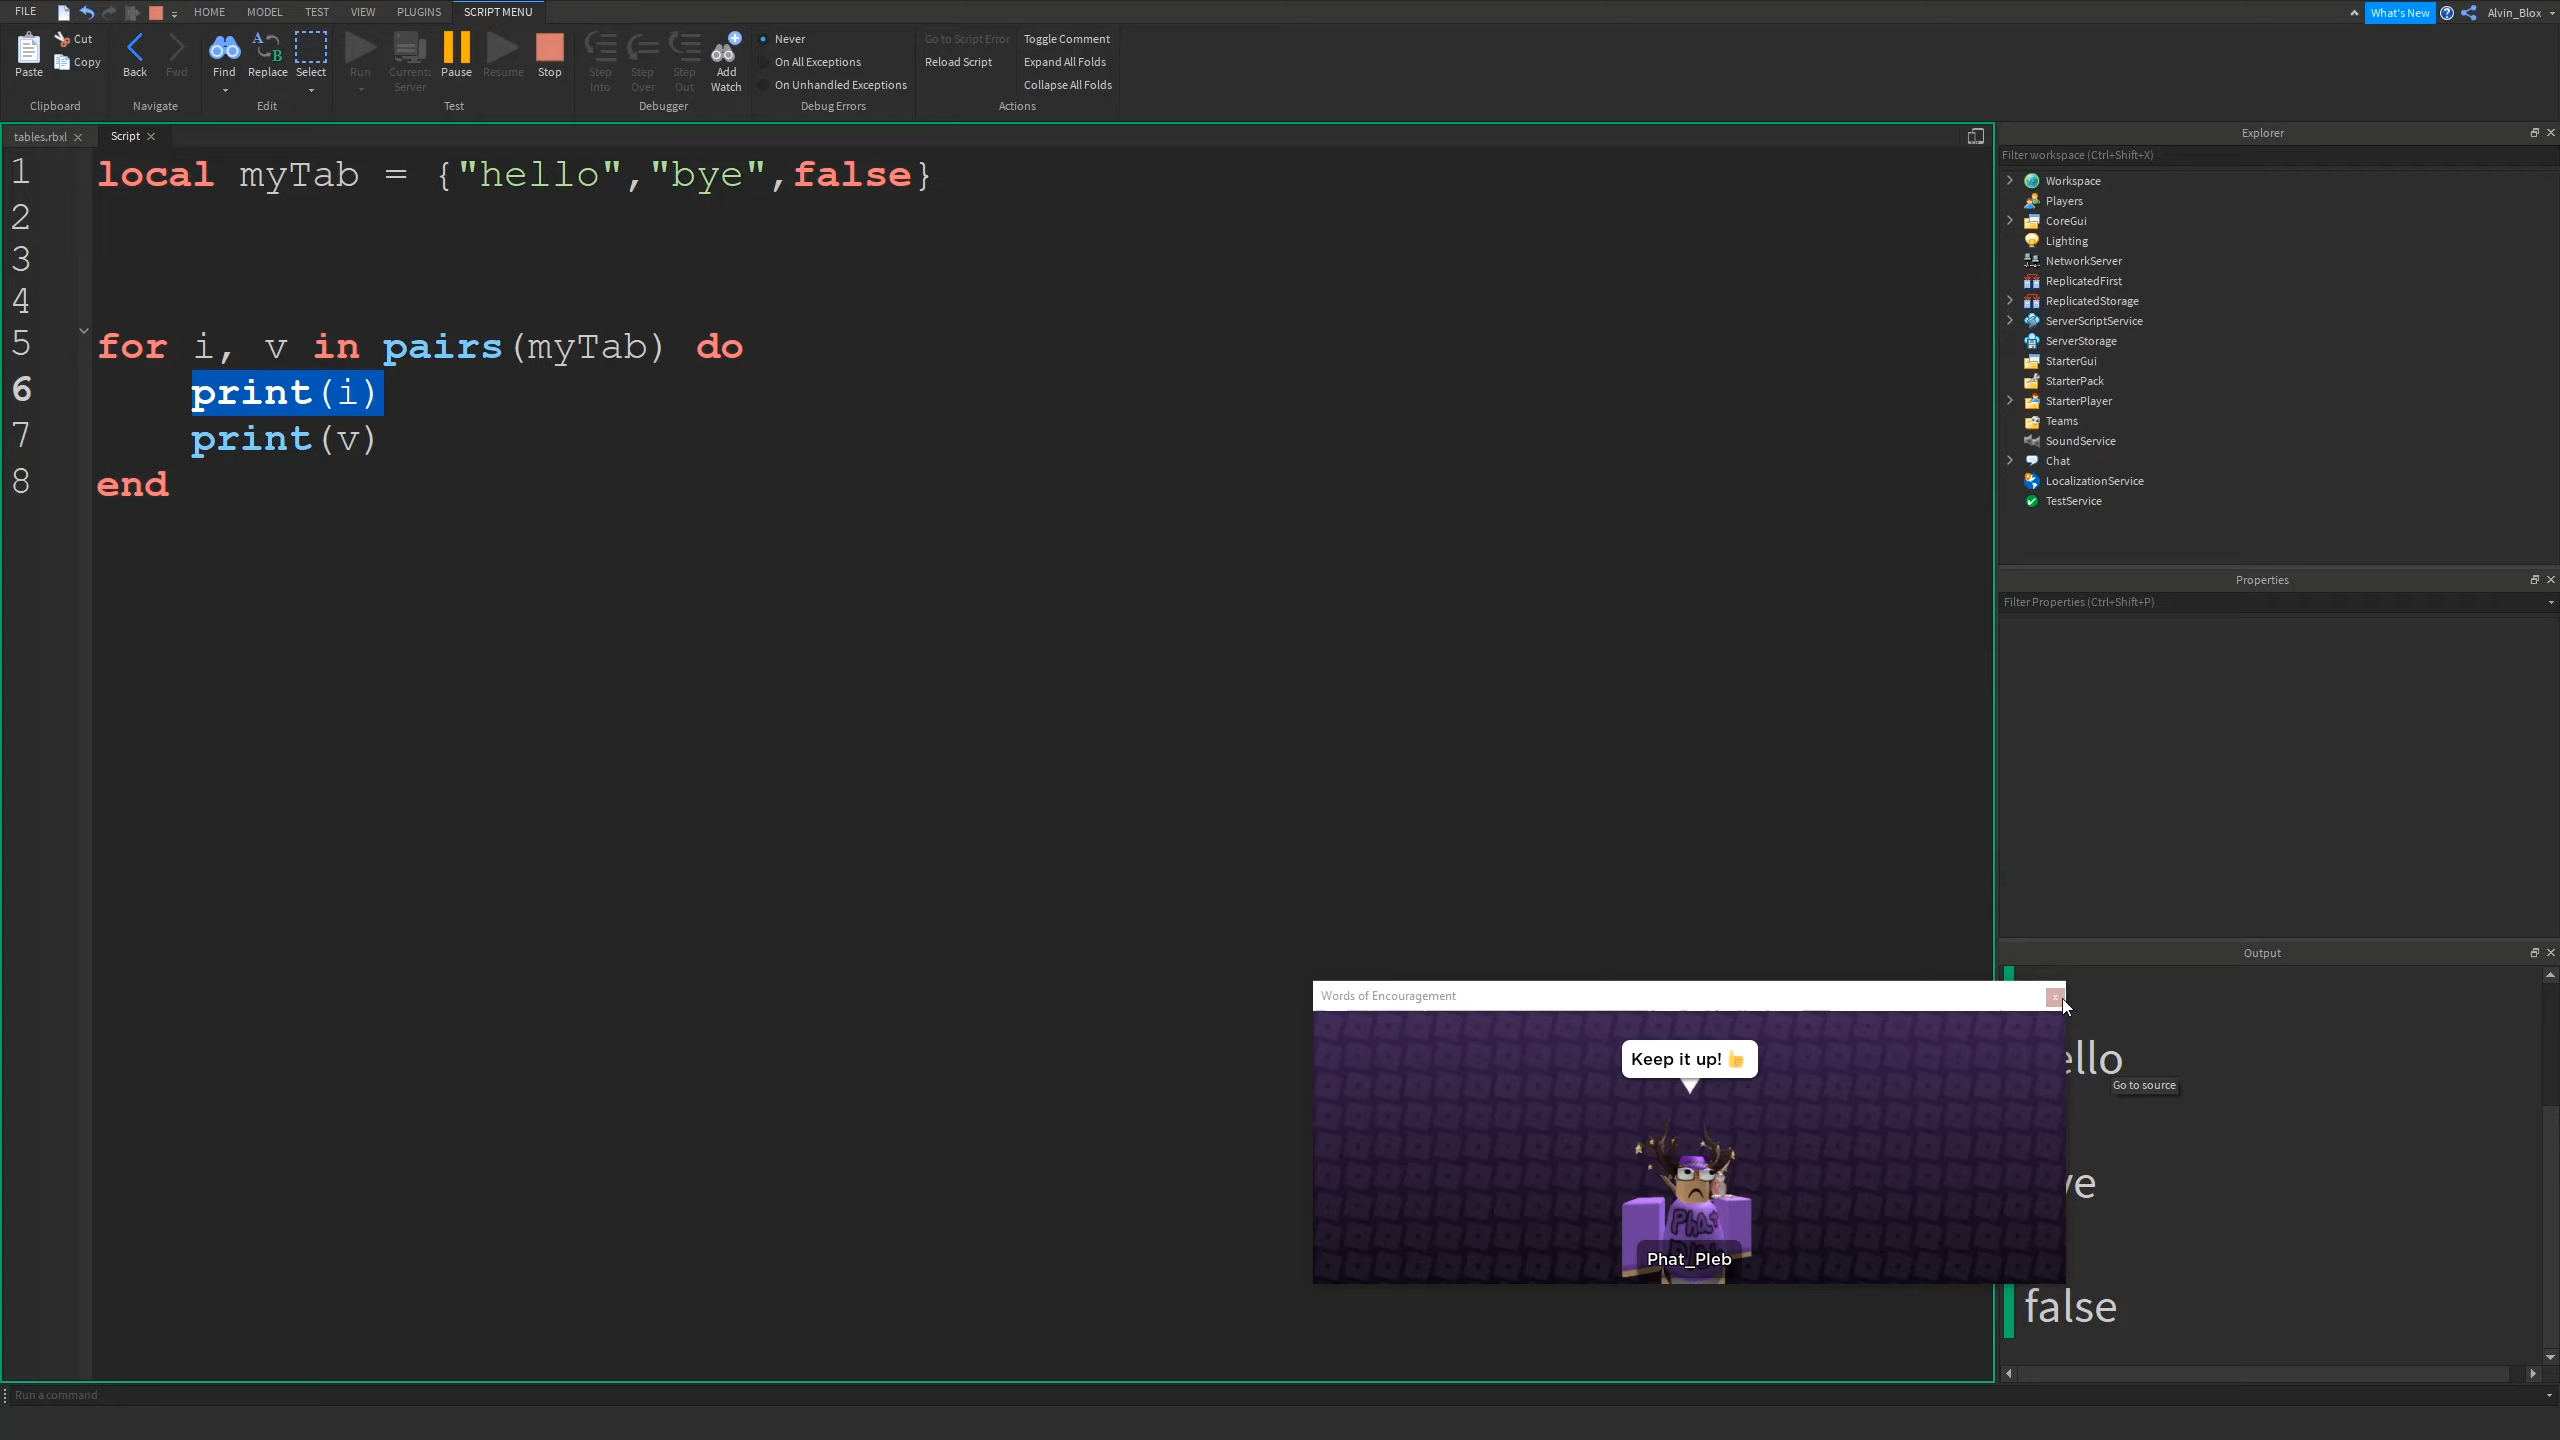 FILE
HOME
MODEL
TEST
VIEW
PLUGINS
SCRIPT MENU
What's New
Alvin_Blox
Paste
Cut
Copy
Clipboard
Back
Fwd
Navigate
Find
Replace
Select
Edit
Run
Current:
Server
Pause
Resume
Stop
Test
Step
Into
Step
Over
Step
Out
Add
Watch
Debugger
Never
On All Exceptions
On Unhandled Exceptions
Debug Errors
Go to Script Error
Reload Script
Toggle Comment
Expand All Folds
Collapse All Folds
Actions
tables.rbxl
Script
1 local myTab = {"hello","bye",false}
2
3
4
5 for i, v in pairs(myTab) do
6 print(i)
7 print(v)
8 end
Explorer
Filter workspace (Ctrl+Shift+X)
Workspace
Players
CoreGui
Lighting
NetworkServer
ReplicatedFirst
ReplicatedStorage
ServerScriptService
ServerStorage
StarterGui
StarterPack
StarterPlayer
Teams
SoundService
Chat
LocalizationService
TestService
Properties
Filter Properties (Ctrl+Shift+P)
Output
ello
Go to source
ye
false
Words of Encouragement
x
Keep it up! 👍
Phat_Pleb
Run a command